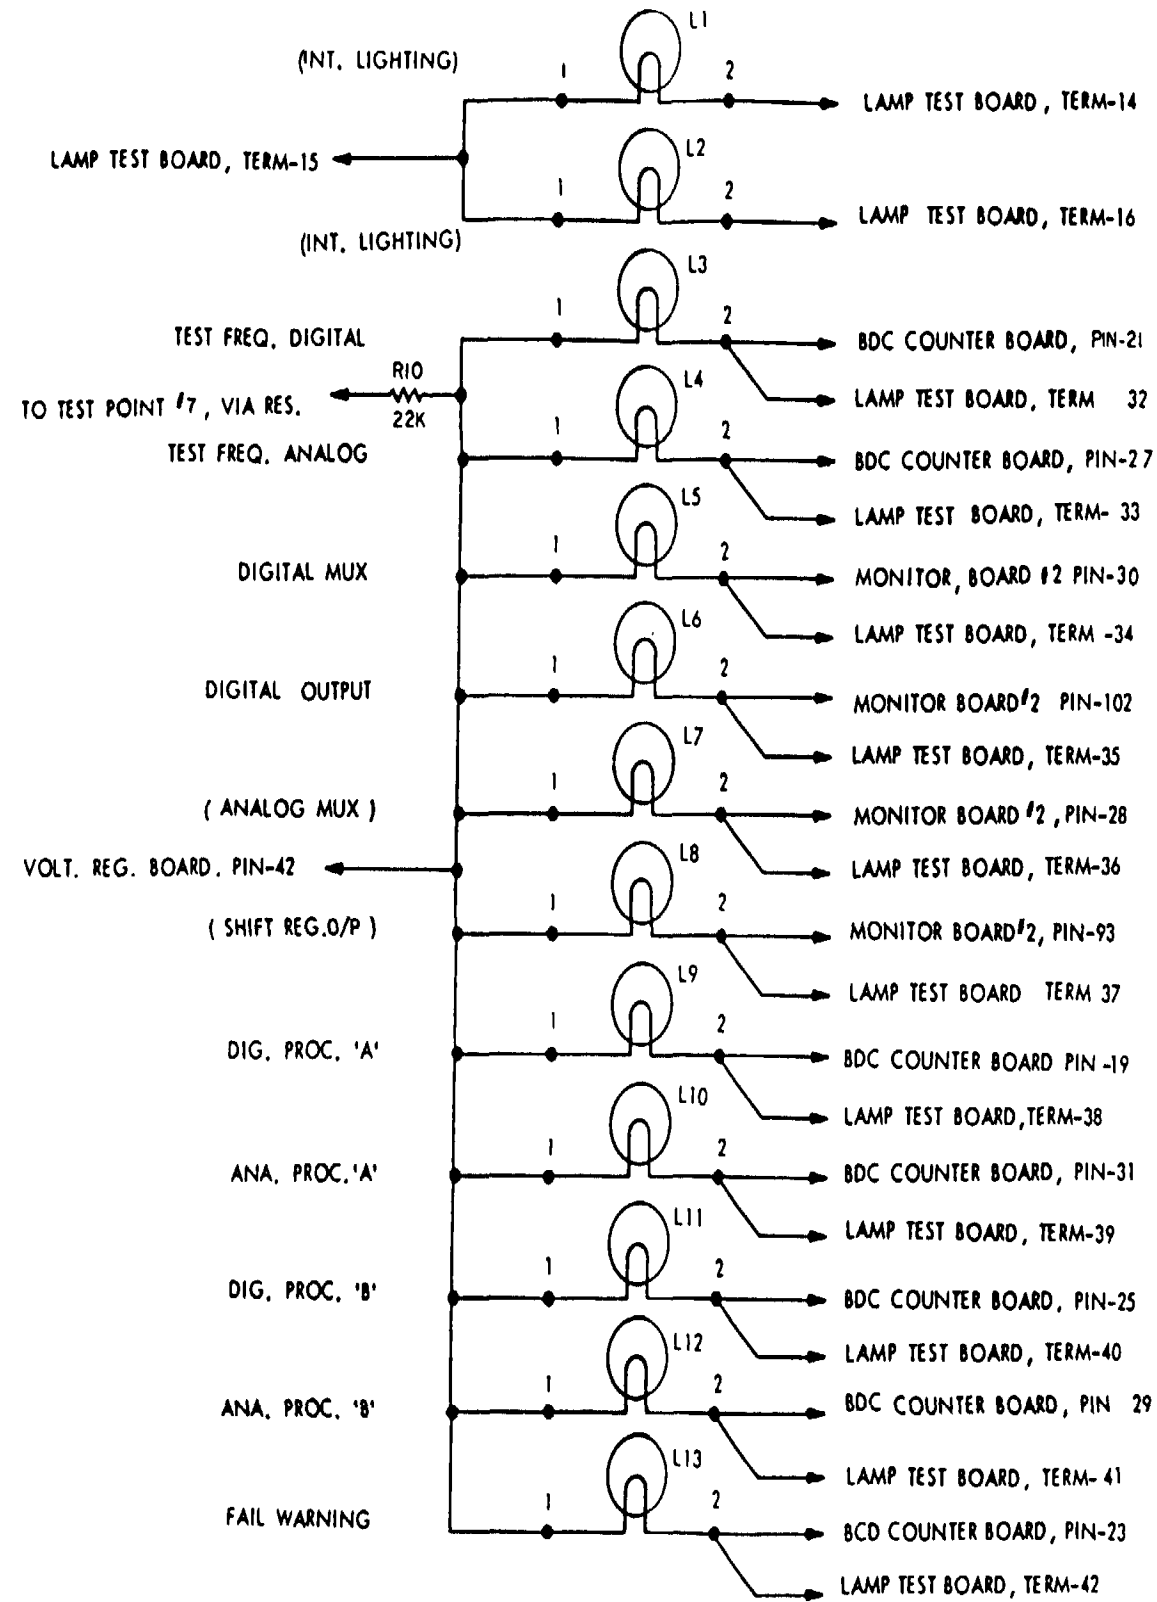 L1
(INT. LIGHTING)
1
2
LAMP TEST BOARD, TERM-14
LAMP TEST BOARD, TERM-15
L2
1
2
LAMP TEST BOARD, TERM-16
(INT. LIGHTING)
L3
1
2
TEST FREQ. DIGITAL
BDC COUNTER BOARD, PIN-21
R10
22K
TO TEST POINT #7, VIA RES.
L4
LAMP TEST BOARD, TERM 32
1
2
TEST FREQ. ANALOG
BDC COUNTER BOARD, PIN-27
L5
LAMP TEST BOARD, TERM- 33
1
2
DIGITAL MUX
MONITOR, BOARD #2 PIN-30
L6
LAMP TEST BOARD, TERM -34
1
2
DIGITAL OUTPUT
MONITOR BOARD #2 PIN-102
L7
LAMP TEST BOARD, TERM-35
1
2
( ANALOG MUX )
MONITOR BOARD #2 , PIN-28
L8
VOLT. REG. BOARD. PIN-42
LAMP TEST BOARD, TERM-36
1
2
( SHIFT REG.O/P )
MONITOR BOARD #2, PIN-93
L9
LAMP TEST BOARD TERM 37
1
2
DIG. PROC. 'A'
BDC COUNTER BOARD PIN -19
L10
LAMP TEST BOARD, TERM-38
1
2
ANA. PROC. 'A'
BDC COUNTER BOARD, PIN-31
L11
LAMP TEST BOARD, TERM-39
1
2
DIG. PROC. 'B'
BDC COUNTER BOARD, PIN-25
L12
LAMP TEST BOARD, TERM-40
1
2
ANA. PROC. 'B'
BDC COUNTER BOARD, PIN 29
L13
LAMP TEST BOARD, TERM- 41
1
2
FAIL WARNING
BCD COUNTER BOARD, PIN-23
LAMP TEST BOARD, TERM-42